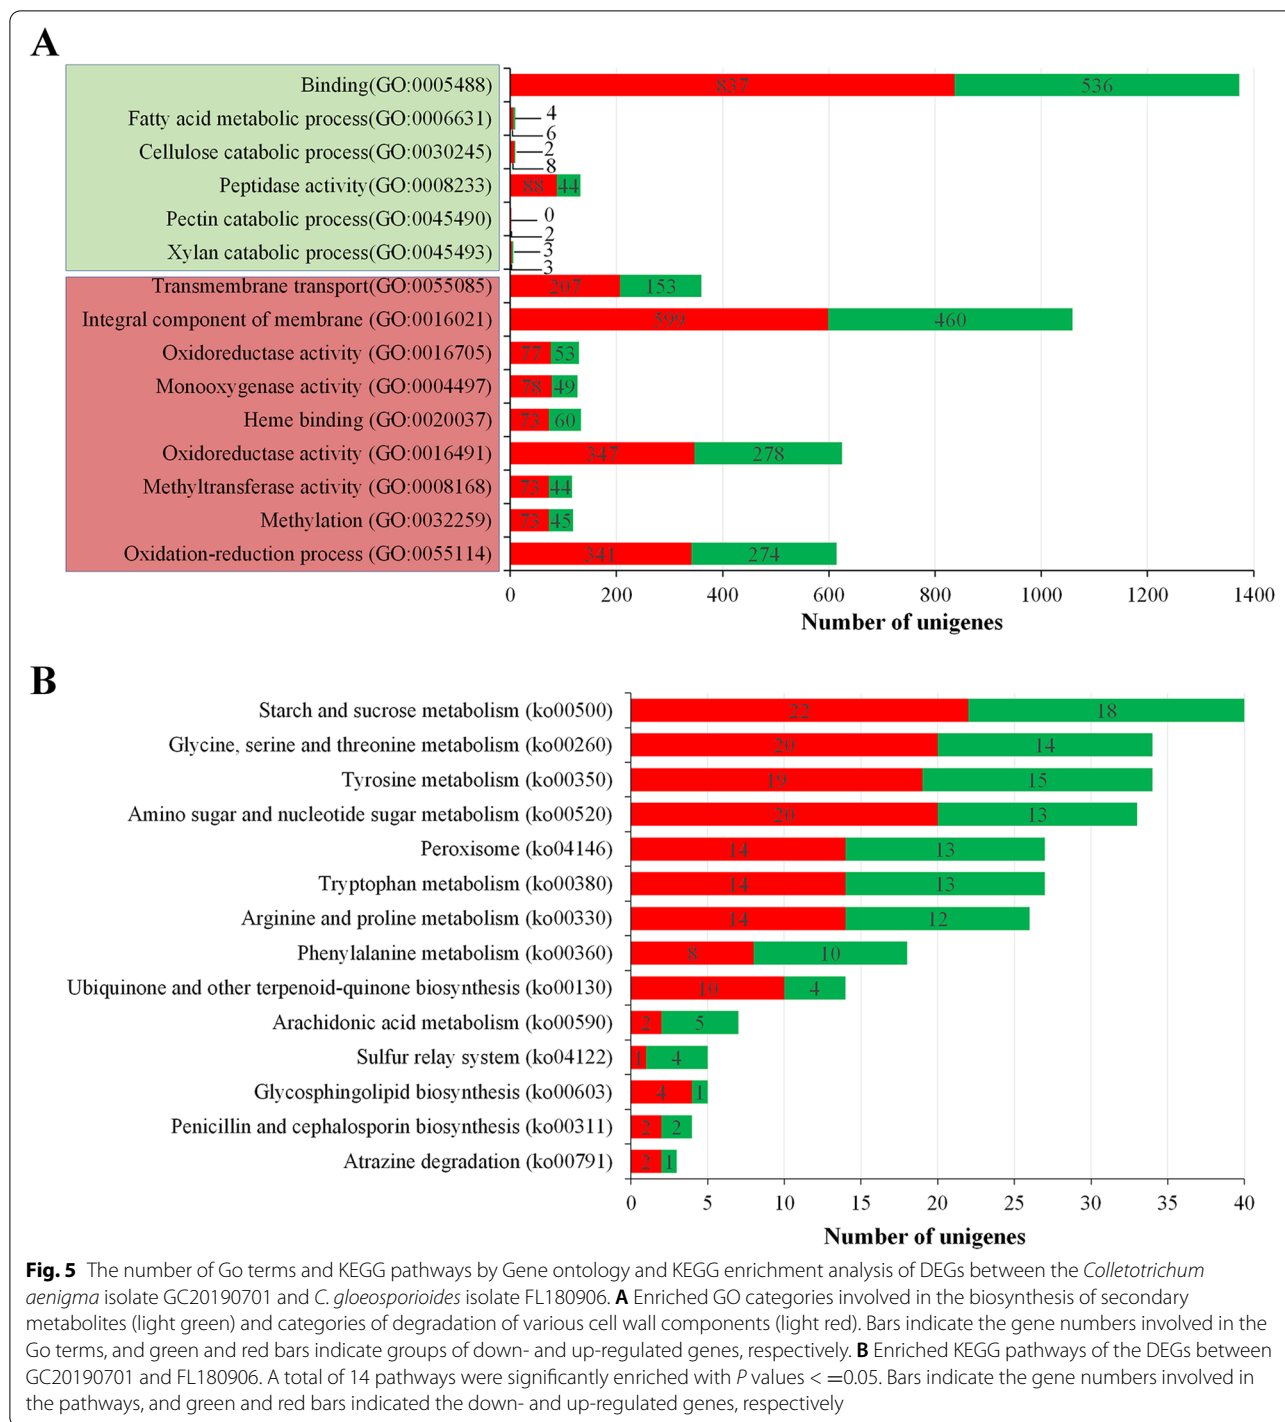 A
Binding(GO:0005488) 837 536
Fatty acid metabolic process(GO:0006631) 4
6
Cellulose catabolic process(GO:0030245) 2
8
Peptidase activity(GO:0008233) 88 44
Pectin catabolic process(GO:0045490) 0
2
Xylan catabolic process(GO:0045493) 3
3
Transmembrane transport(GO:0055085) 207 153
Integral component of membrane (GO:0016021) 599 460
Oxidoreductase activity (GO:0016705) 77 53
Monooxygenase activity (GO:0004497) 78 49
Heme binding (GO:0020037) 73 60
Oxidoreductase activity (GO:0016491) 347 278
Methyltransferase activity (GO:0008168) 73 44
Methylation (GO:0032259) 73 45
Oxidation-reduction process (GO:0055114) 341 274
0 200 400 600 800 1000 1200 1400
Number of unigenes
B
Starch and sucrose metabolism (ko00500) 22 18
Glycine, serine and threonine metabolism (ko00260) 20 14
Tyrosine metabolism (ko00350) 19 15
Amino sugar and nucleotide sugar metabolism (ko00520) 20 13
Peroxisome (ko04146) 14 13
Tryptophan metabolism (ko00380) 14 13
Arginine and proline metabolism (ko00330) 14 12
Phenylalanine metabolism (ko00360) 8 10
Ubiquinone and other terpenoid-quinone biosynthesis (ko00130) 10 4
Arachidonic acid metabolism (ko00590) 2 5
Sulfur relay system (ko04122) 1 4
Glycosphingolipid biosynthesis (ko00603) 4 1
Penicillin and cephalosporin biosynthesis (ko00311) 2 2
Atrazine degradation (ko00791) 2 1
0 5 10 15 20 25 30 35 40
Number of unigenes
Fig. 5 The number of Go terms and KEGG pathways by Gene ontology and KEGG enrichment analysis of DEGs between the Colletotrichum
aenigma isolate GC20190701 and C. gloeosporioides isolate FL180906. A Enriched GO categories involved in the biosynthesis of secondary
metabolites (light green) and categories of degradation of various cell wall components (light red). Bars indicate the gene numbers involved in the
Go terms, and green and red bars indicate groups of down- and up-regulated genes, respectively. B Enriched KEGG pathways of the DEGs between
GC20190701 and FL180906. A total of 14 pathways were significantly enriched with P values < =0.05. Bars indicate the gene numbers involved in
the pathways, and green and red bars indicated the down- and up-regulated genes, respectively